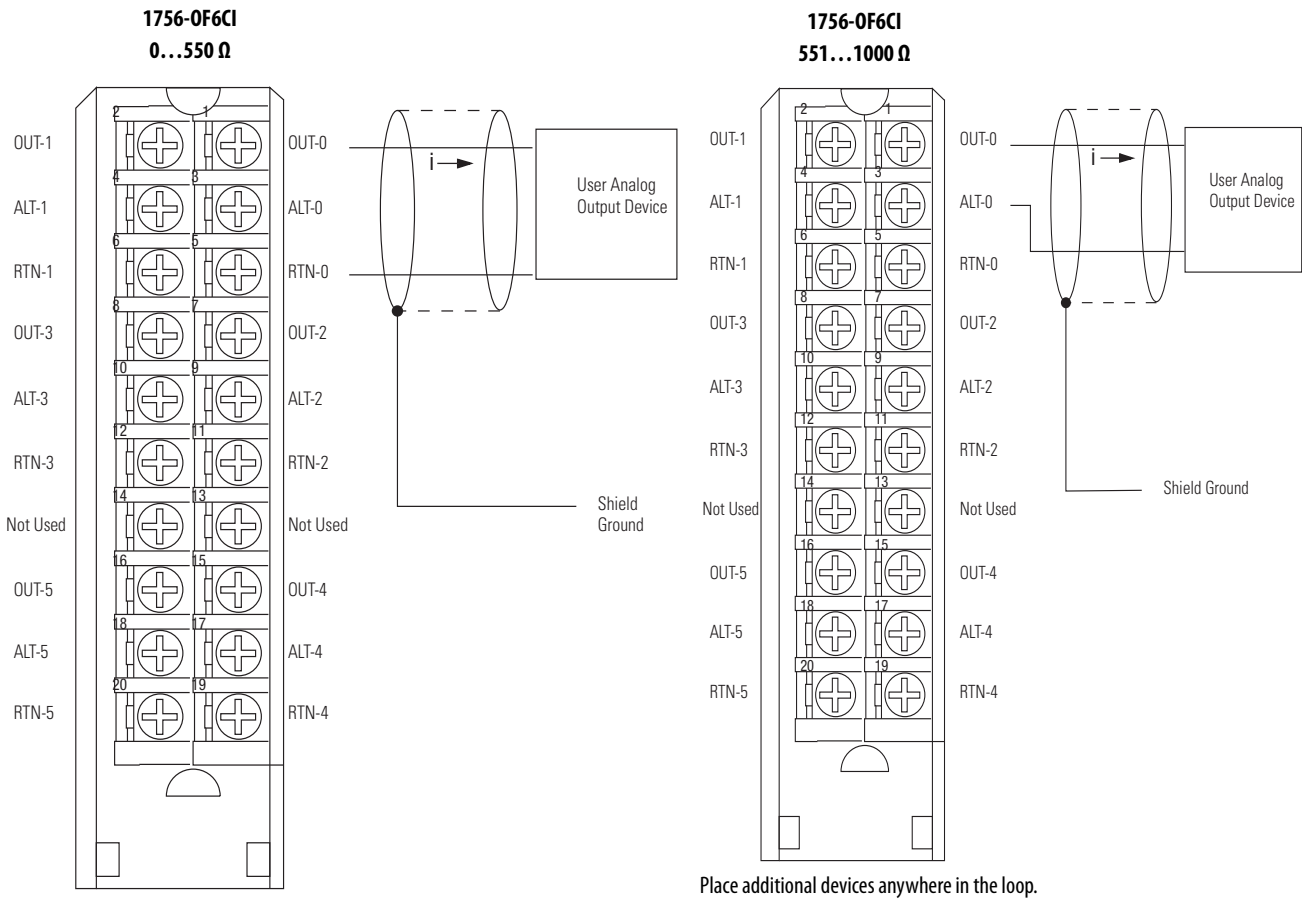 1756-OF6CI
0…550 Ω
2 1
OUT-1 OUT-0
4 3
ALT-1 ALT-0
6 5
RTN-1 RTN-0
8 7
OUT-3 OUT-2
10 9
ALT-3 ALT-2
12 11
RTN-3 RTN-2
14 13
Not Used Not Used
16 15
OUT-5 OUT-4
18 17
ALT-5 ALT-4
20 19
RTN-5 RTN-4
i
User Analog
Output Device
Shield
Ground
1756-OF6CI
551…1000 Ω
2 1
OUT-1 OUT-0
4 3
ALT-1 ALT-0
6 5
RTN-1 RTN-0
8 7
OUT-3 OUT-2
10 9
ALT-3 ALT-2
12 11
RTN-3 RTN-2
14 13
Not Used Not Used
16 15
OUT-5 OUT-4
18 17
ALT-5 ALT-4
20 19
RTN-5 RTN-4
i
User Analog
Output Device
Shield Ground
Place additional devices anywhere in the loop.